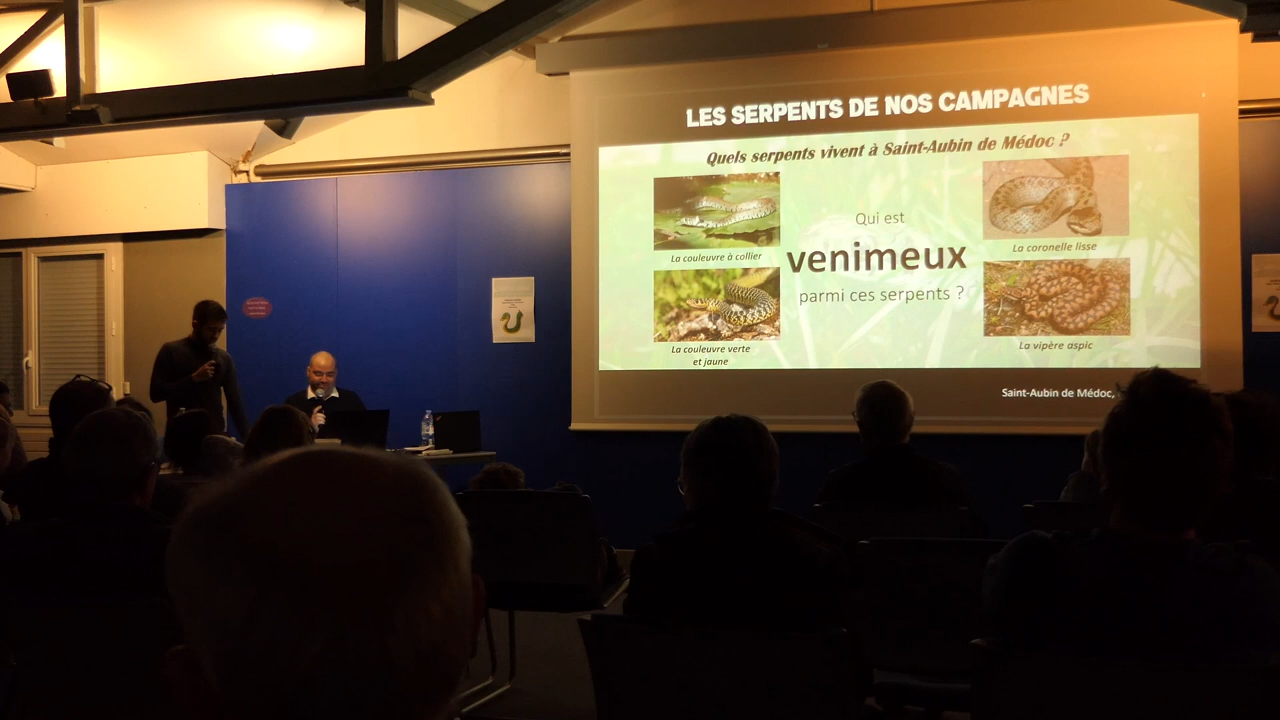 LES SERPENTS DE NOS CAMPAGNES
Quels serpents vivent à Saint-Aubin de Médoc ?
La couleuvre à collier
La couleuvre verte
et jaune
Qui est
venimeux
parmi ces serpents ?
La coronelle lisse
La vipère aspic
Saint-Aubin de Médoc,